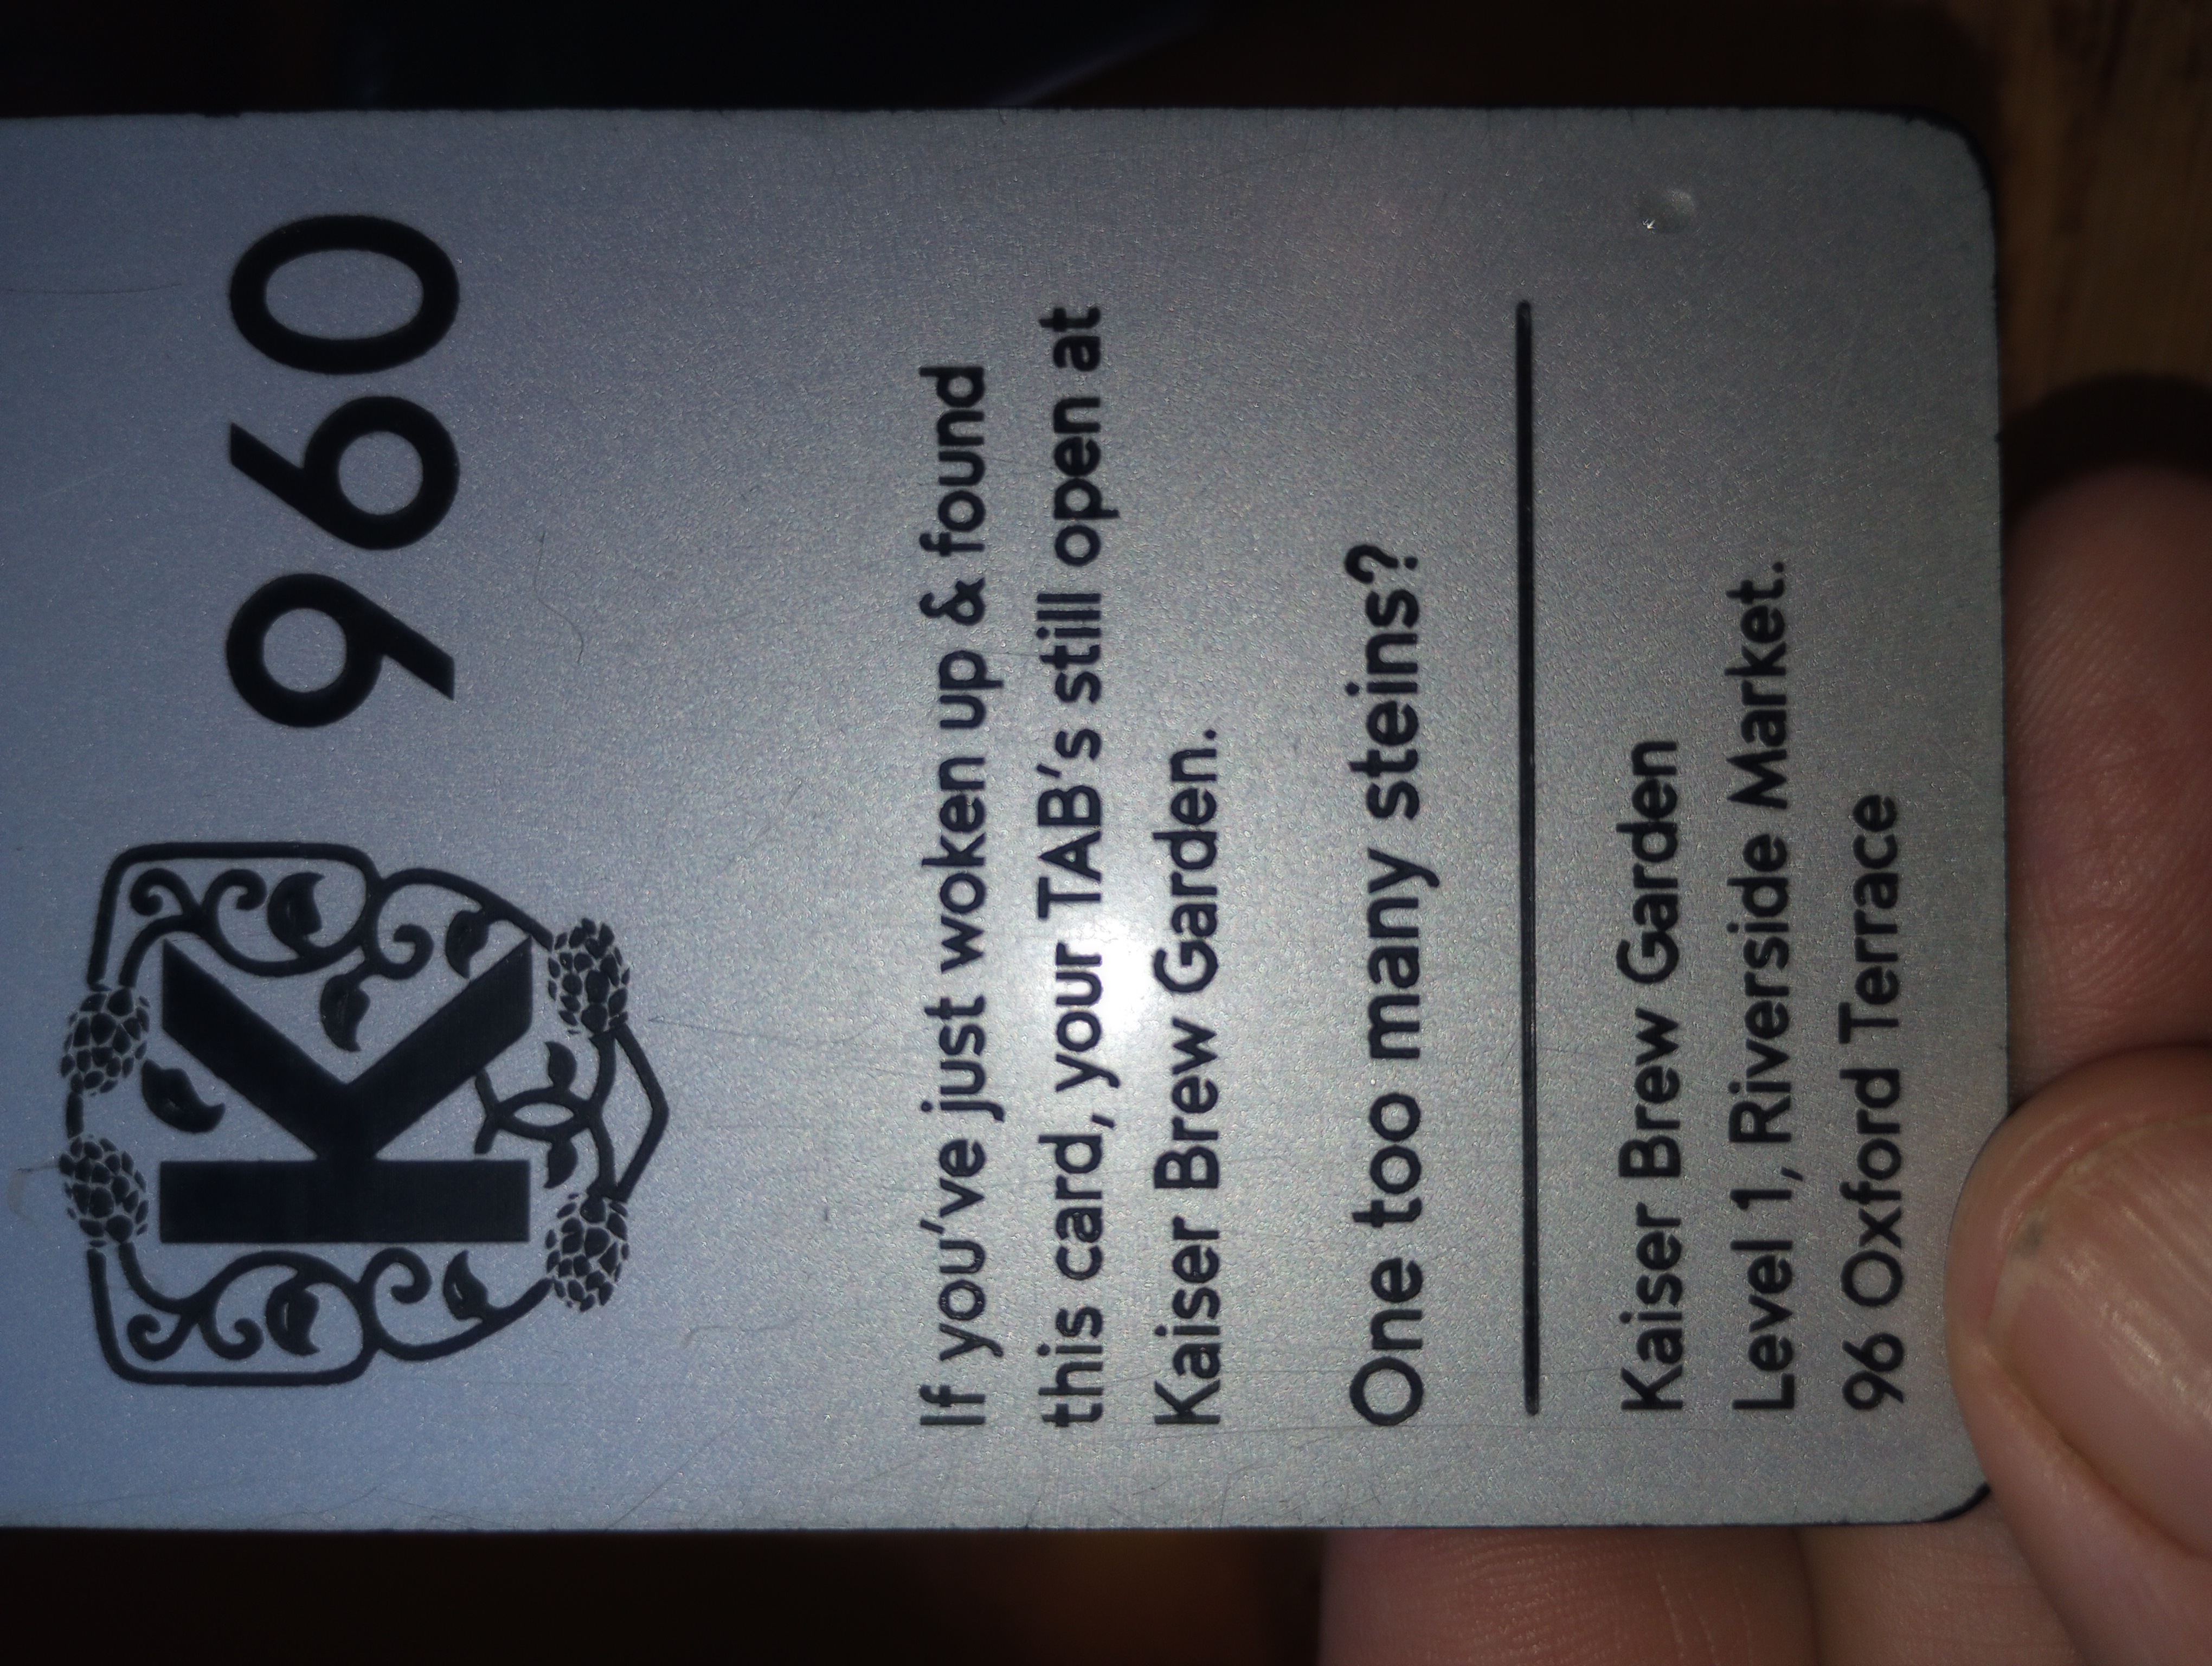 K 960
If you've just woken up & found
this card, your TAB's still open at
Kaiser Brew Garden.
One too many steins?
Kaiser Brew Garden
Level 1, Riverside Market.
96 Oxford Terrace